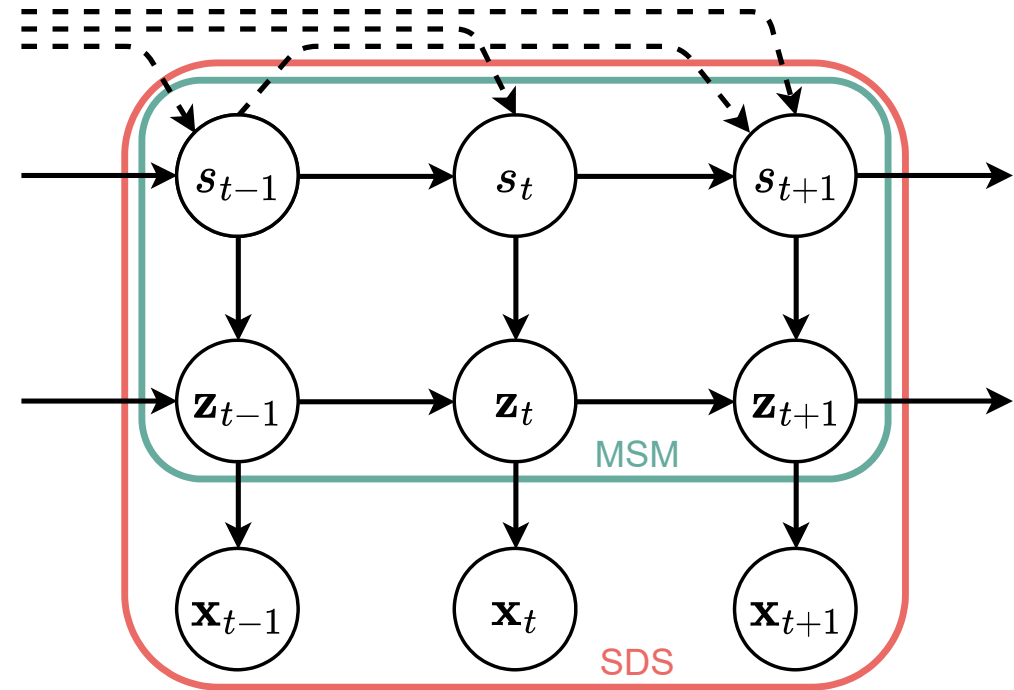 s_{t-1} s_t s_{t+1}
z_{t-1} z_t z_{t+1}
MSM
x_{t-1} x_t x_{t+1}
SDS